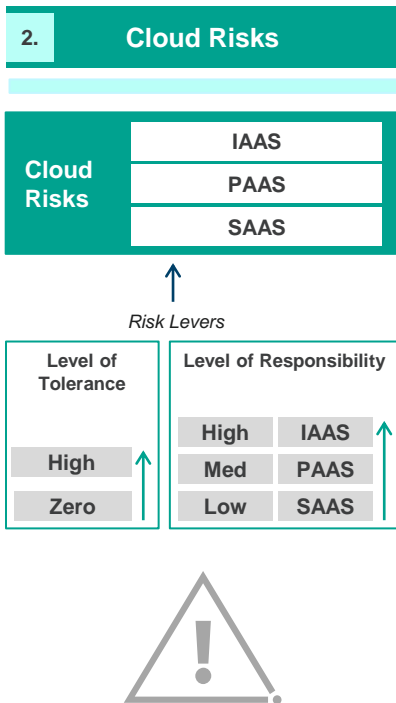 2.
Cloud Risks
Cloud
Risks
IAAS
PAAS
SAAS
Risk Levers
Level of
Tolerance
High
Zero
Level of Responsibility
High IAAS
Med PAAS
Low SAAS
!